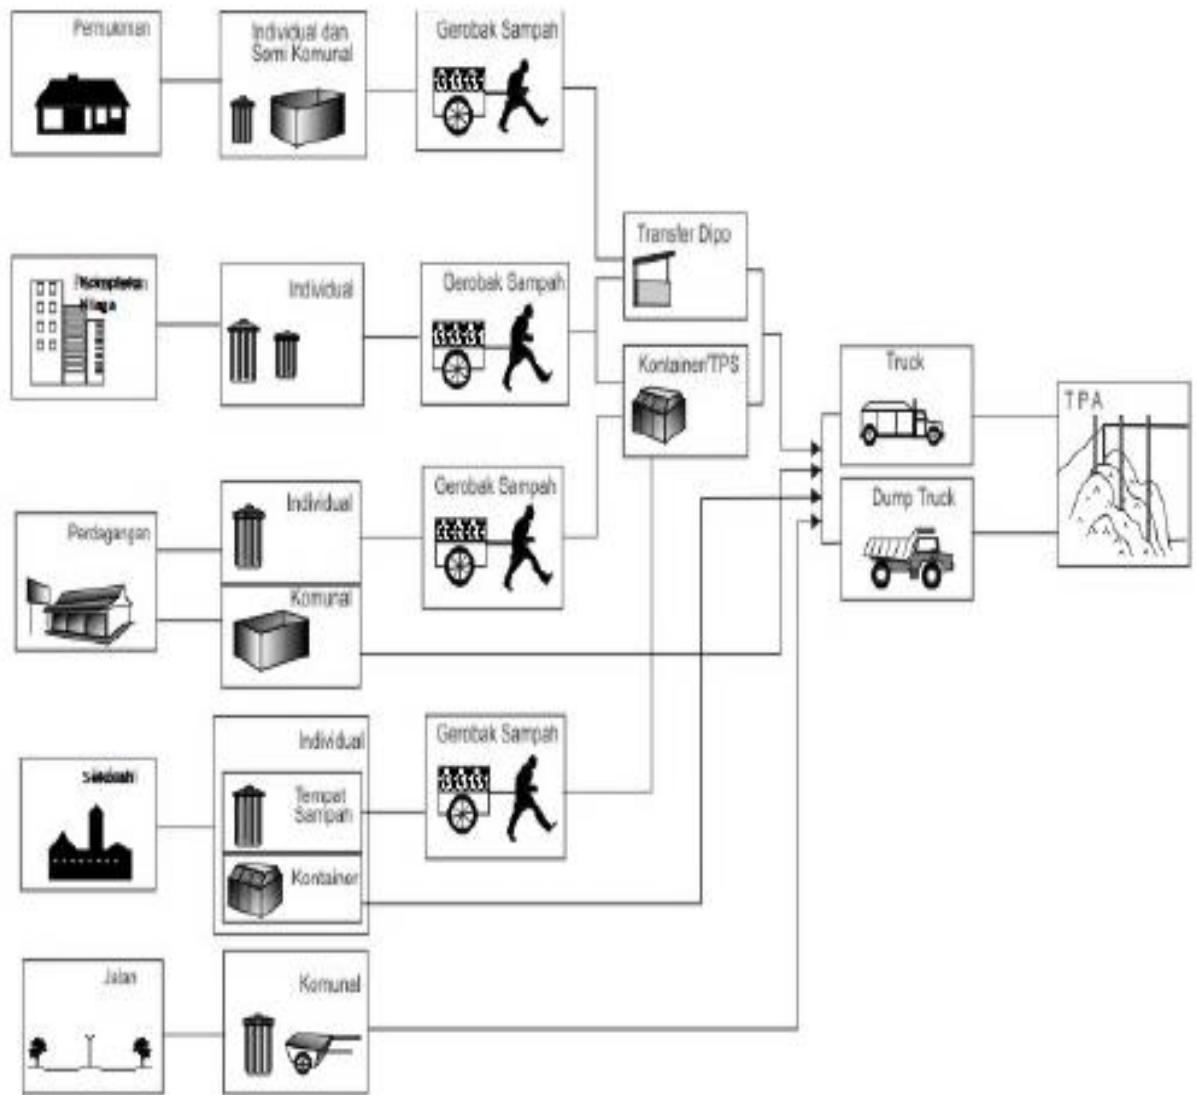 Pemukiman
Individual dan
Semi Komunal
Gerobak Sampah
Transfer Dipo
Niaga
Individual
Gerobak Sampah
Kontainer/TPS
Truck
TPA
Perdagangan
Individual
Gerobak Sampah
Dump Truck
Komunal
Individual
Gerobak Sampah
Tempat
Sampah
Kontainer
Jalan
Komunal